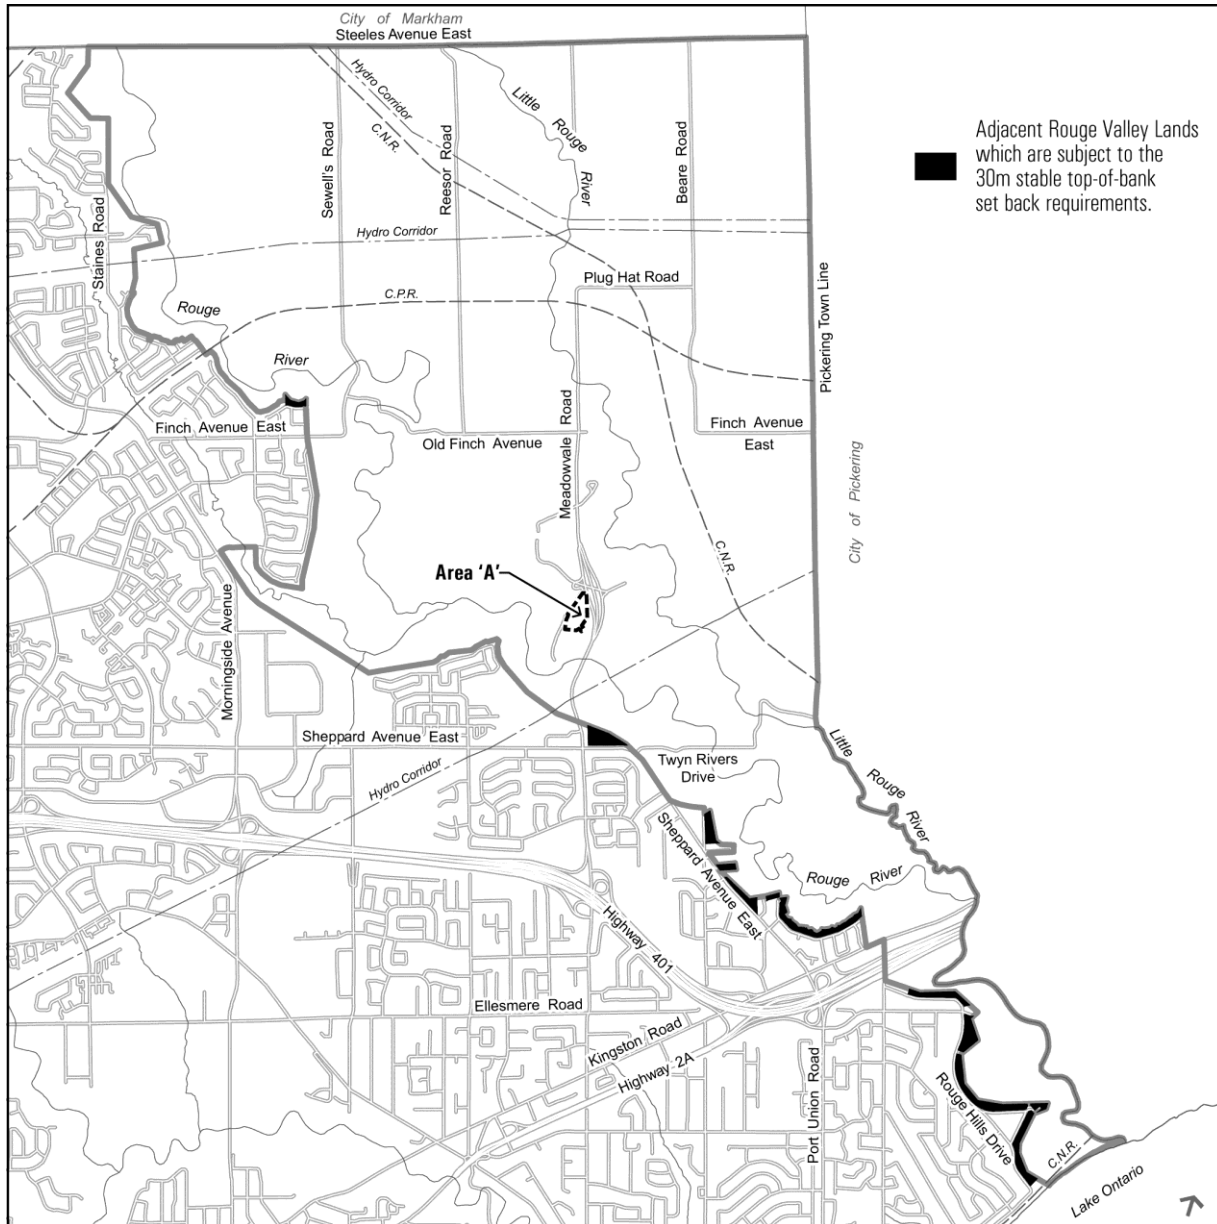 City of Markham
Steeles Avenue East
Hydro Corridor
C.N.R.
Little Rouge River
Sewell's Road
Reesor Road
Beare Road
Adjacent Rouge Valley Lands
which are subject to the
30m stable top-of-bank
set back requirements.
Staines Road
Hydro Corridor
Plug Hat Road
C.P.R.
Rouge River
Pickering Town Line
Meadowvale Road
Finch Avenue East
Old Finch Avenue
Finch Avenue
East
City of Pickering
C.N.R.
Area ‘A’
Morningside Avenue
Sheppard Avenue East
Hydro Corridor
Twyn Rivers
Drive
Little Rouge River
Sheppard Avenue East
Rouge River
Highway 401
Ellesmere Road
Kingston Road
Highway 2A
Port Union Road
Rouge Hills Drive
C.N.R.
Lake Ontario